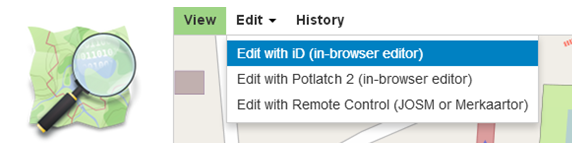 View Edit History
Edit with iD (in-browser editor)
Edit with Potlatch 2 (in-browser editor)
Edit with Remote Control (JOSM or Merkaartor)